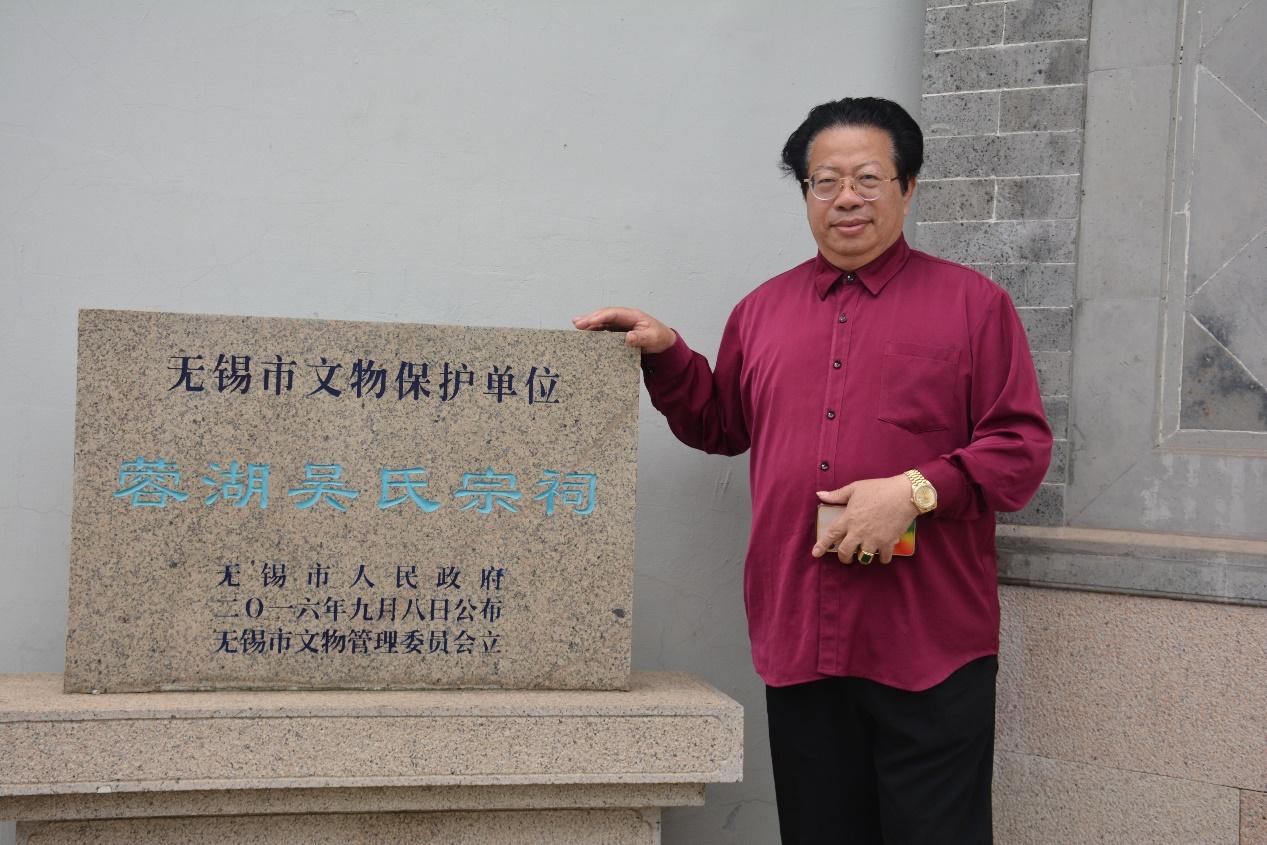 无锡市文物保护单位
蓉湖吴氏宗祠
无锡市人民政府
二〇一六年九月八日公布
无锡市文物管理委员会立